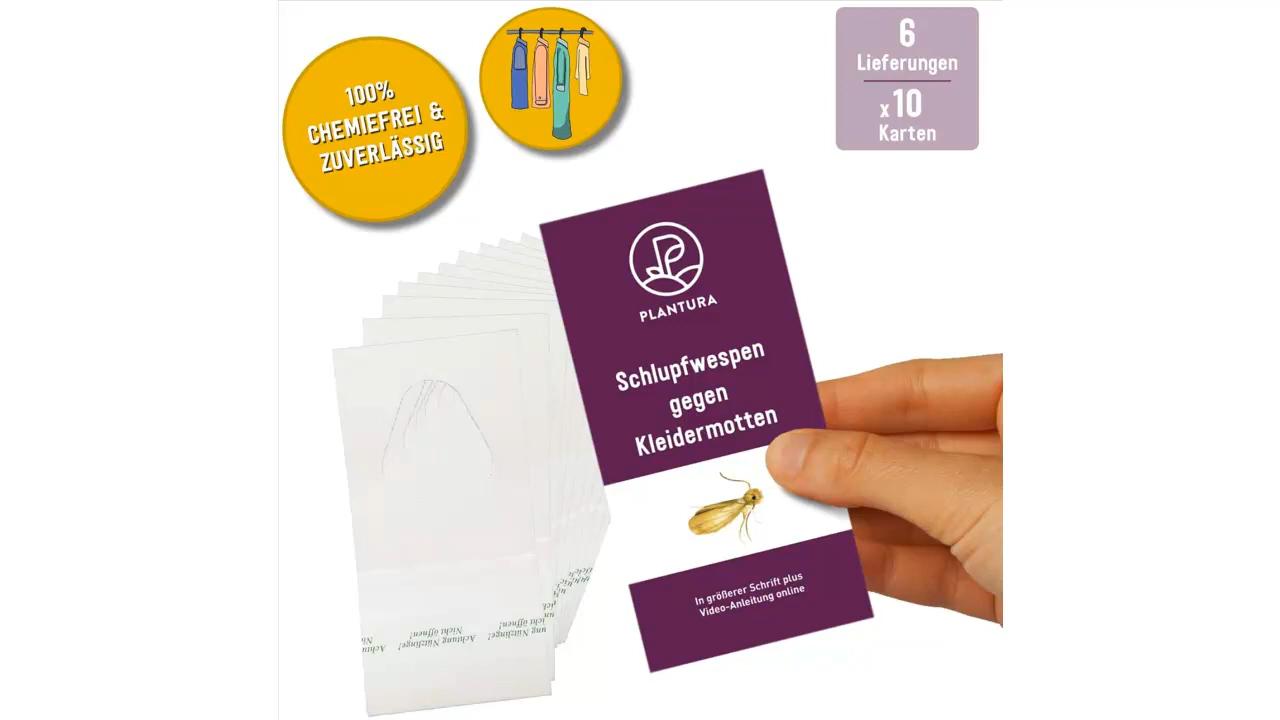 100%
CHEMIEFREI &
ZUVERLÄSSIG
6
Lieferungen
x 10
Karten
PLANTURA
Schlupfwespen
gegen
Kleidermotten
In größerer Schrift plus
Video-Anleitung online
Achtung Nützlinge!
Nicht öffnen!